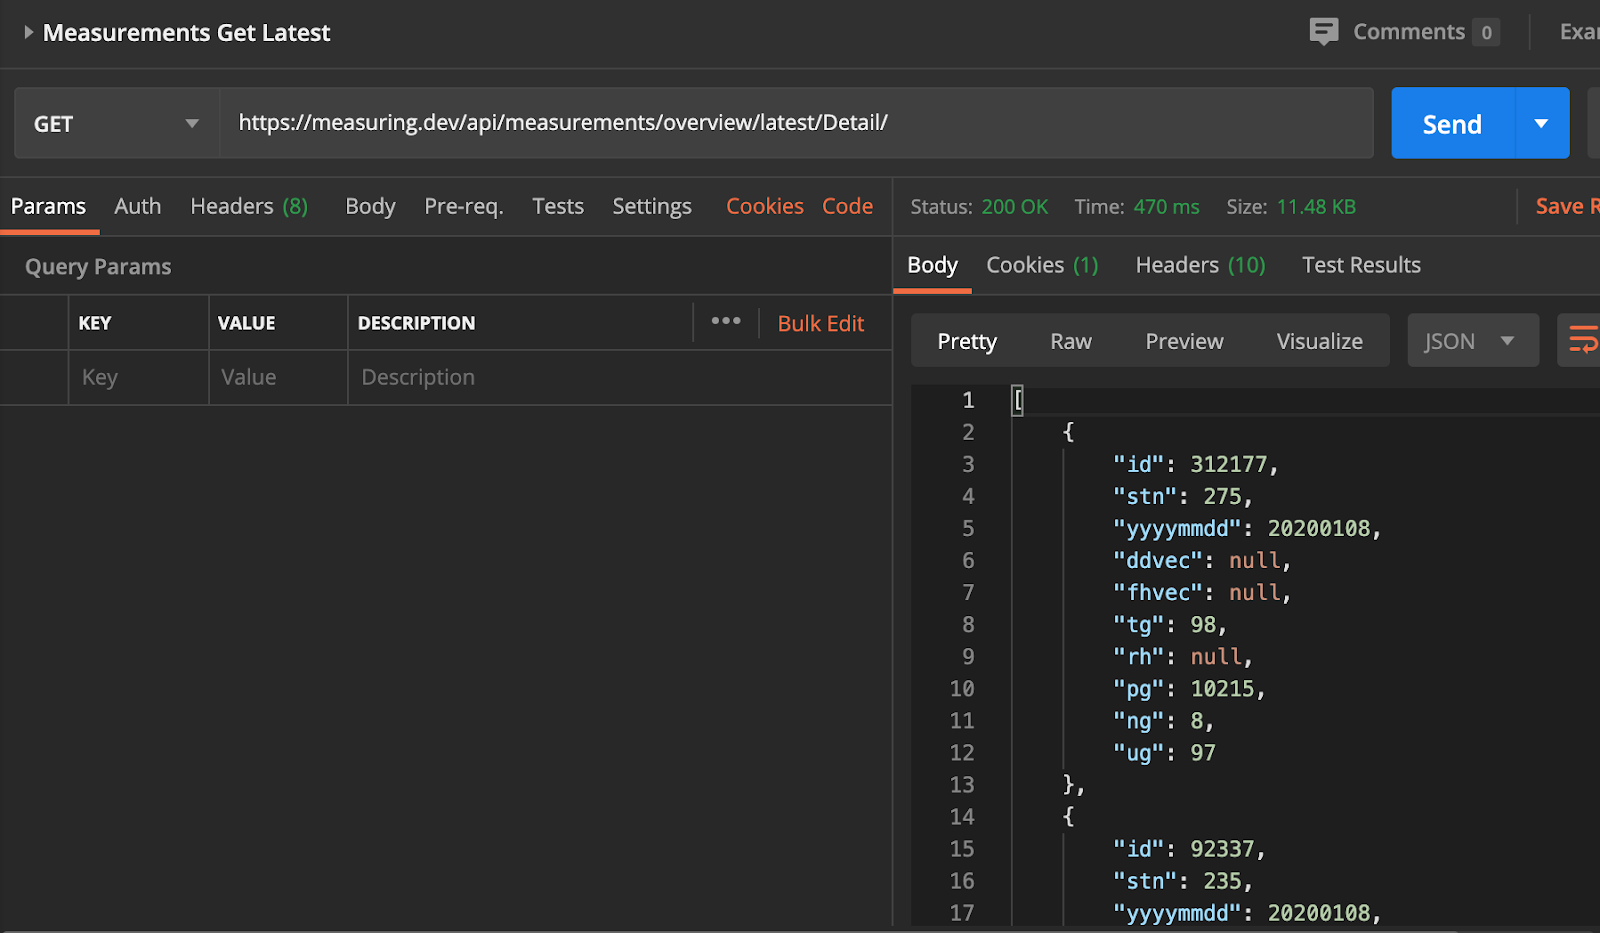 Measurements Get Latest
Comments 0
Exa
GET
https://measuring.dev/api/measurements/overview/latest/Detail/
Send
Params Auth Headers (8) Body Pre-req. Tests Settings Cookies Code
Status: 200 OK Time: 470 ms Size: 11.48 KB Save R
Query Params
Body Cookies (1) Headers (10) Test Results
KEY VALUE DESCRIPTION ••• Bulk Edit
Key Value Description
Pretty Raw Preview Visualize JSON
1 [
2 {
3 "id": 312177,
4 "stn": 275,
5 "yyyymmdd": 20200108,
6 "ddvec": null,
7 "fhvec": null,
8 "tg": 98,
9 "rh": null,
10 "pg": 10215,
11 "ng": 8,
12 "ug": 97
13 },
14 {
15 "id": 92337,
16 "stn": 235,
17 "yyyymmdd": 20200108,